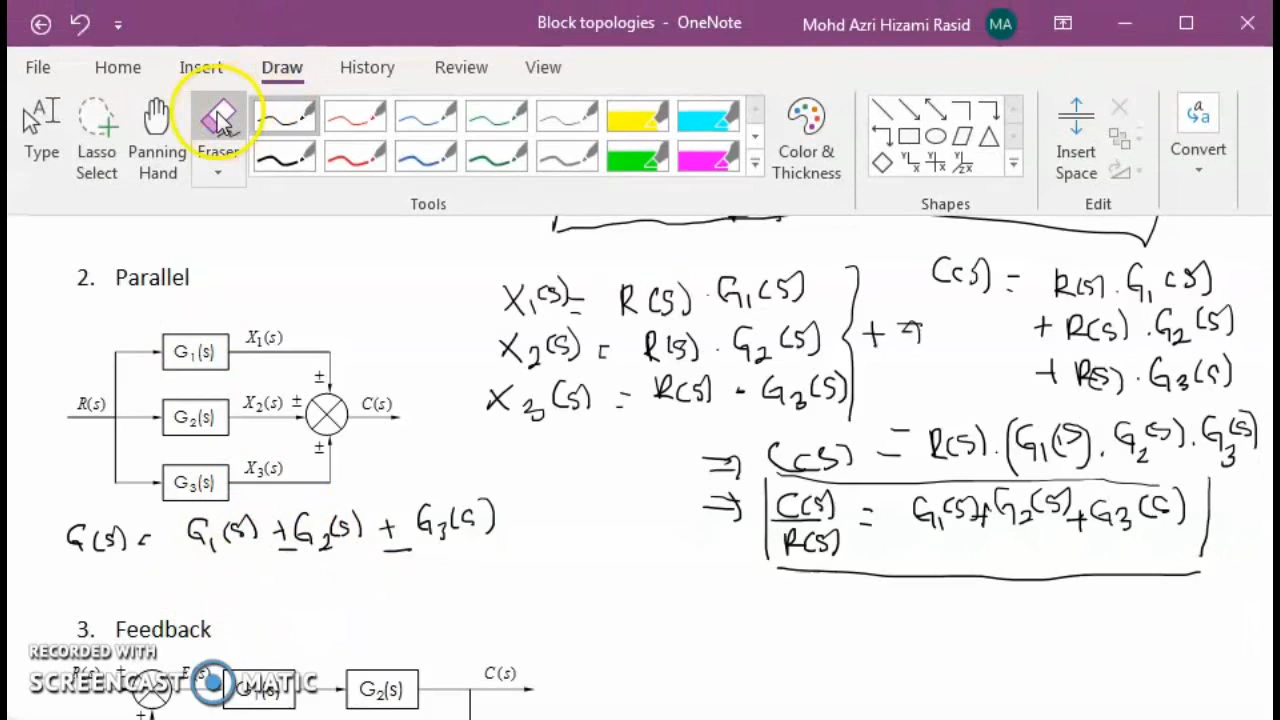 Block topologies - OneNote
Mohd Azri Hizami Rasid MA
File Home Insert Draw History Review View
Type
Lasso Select
Panning Hand
Eraser
Color & Thickness
Insert Space
Convert
Tools
Shapes
Edit
2. Parallel
R(s)
G₁(s)
X₁(s)
±
G₂(s)
X₂(s) ±
C(s)
±
G₃(s)
X₃(s)
G(s) = G₁(s) + G₂(s) + G₃(s)
X₁(s) = R(s) · G₁(s)
X₂(s) = R(s) · G₂(s)
X₃(s) = R(s) · G₃(s)
+ ⇒
C(s) = R(s) · G₁(s)
+ R(s) · G₂(s)
+ R(s) · G₃(s)
⇒ C(s) = R(s) · (G₁(s) · G₂(s) · G₃(s)
⇒ C(s)/R(s) = G₁(s) + G₂(s) + G₃(s)
3. Feedback
R(s) +
±
E(s)
G₁(s)
G₂(s)
C(s)
RECORDED WITH
SCREENCAST MATIC